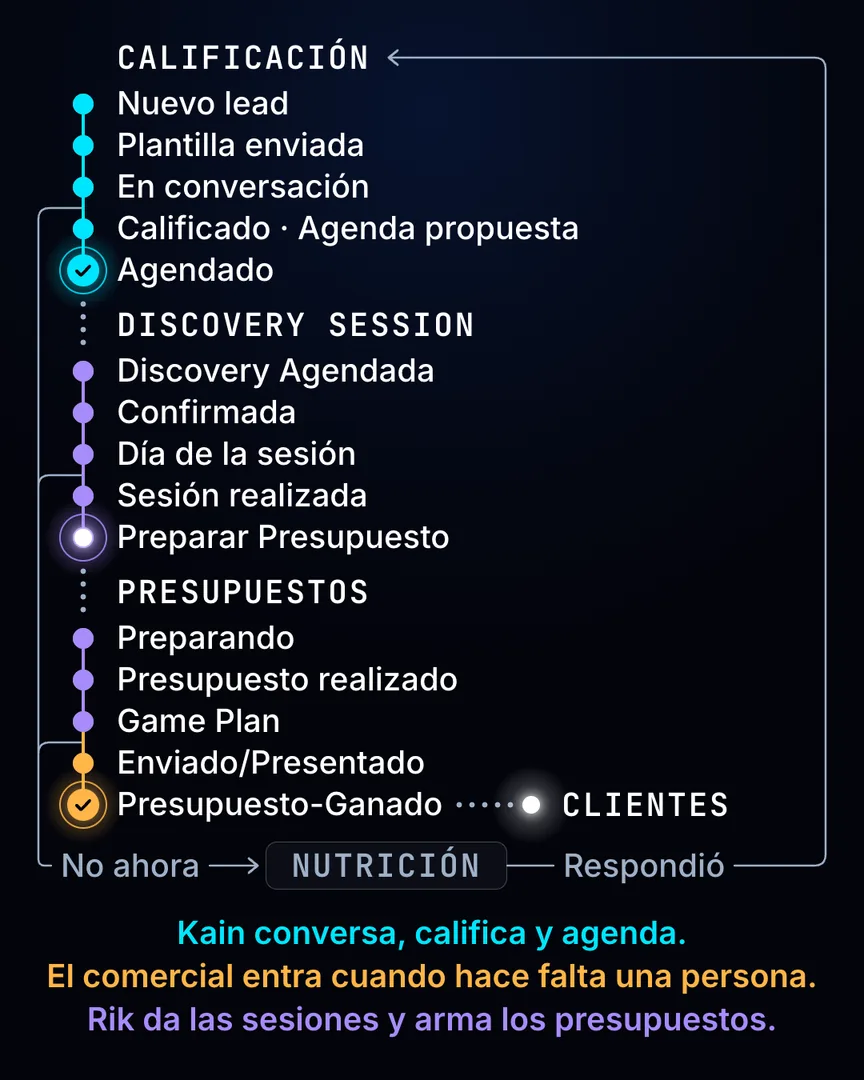 CALIFICACIÓN
Nuevo lead
Plantilla enviada
En conversación
Calificado · Agenda propuesta
Agendado
DISCOVERY SESSION
Discovery Agendada
Confirmada
Día de la sesión
Sesión realizada
Preparar Presupuesto
PRESUPUESTOS
Preparando
Presupuesto realizado
Game Plan
Enviado/Presentado
Presupuesto-Ganado CLIENTES
No ahora NUTRICIÓN Respondió
Kain conversa, califica y agenda.
El comercial entra cuando hace falta una persona.
Rik da las sesiones y arma los presupuestos.